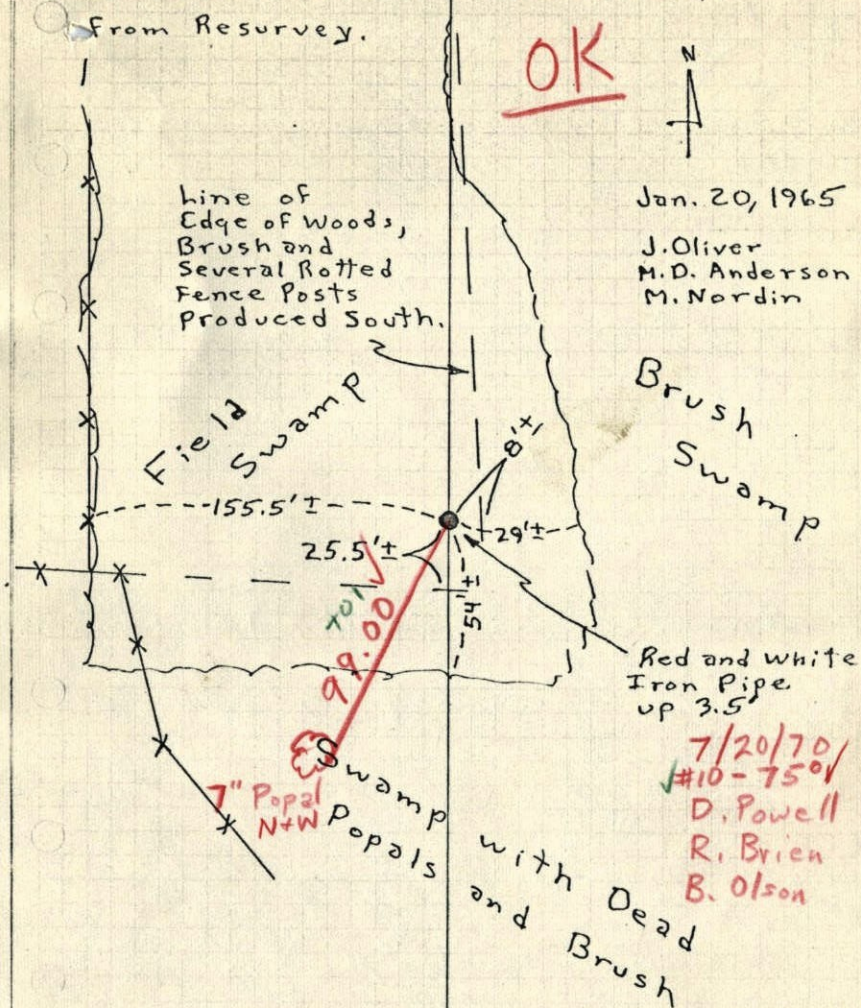 from Resurvey.
OK
N
Line of
Edge of Woods,
Brush and
Several Rotted
Fence Posts
Produced South.
Jan. 20, 1965
J. Oliver
M.D. Anderson
M. Nordin
Field
Swamp
Brush
Swamp
8'±
155.5'±
29'±
25.5'±
54'±
99.00
Red and White
Iron Pipe
up 3.5'
7/20/70
#10 - 75°
D. Powell
R. Brien
B. Olson
7" Popal
N+W
Swamp with Dead
Popals and Brush